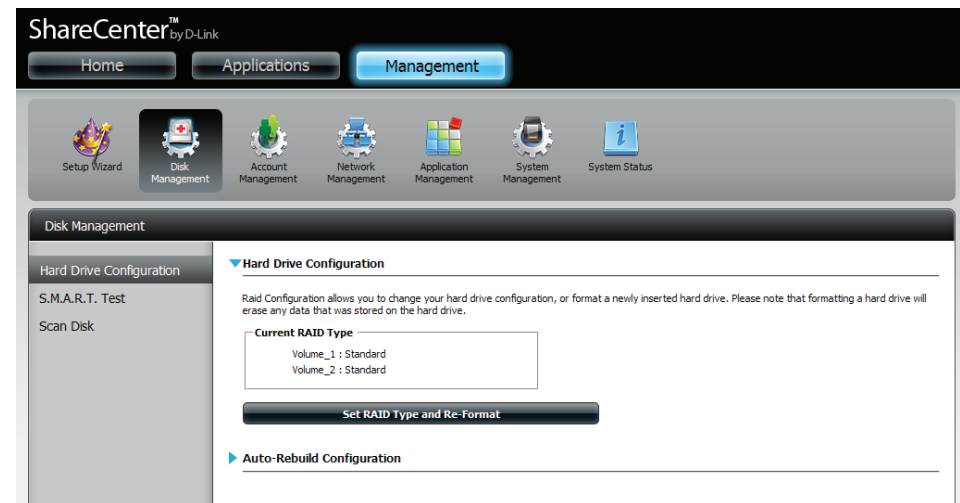 ShareCenter™ by D-Link
Home Applications Management
Setup Wizard
Disk Management
Account Management
Network Management
Application Management
System Management
System Status
Disk Management
Hard Drive Configuration
S.M.A.R.T. Test
Scan Disk
Hard Drive Configuration
Raid Configuration allows you to change your hard drive configuration, or format a newly inserted hard drive. Please note that formatting a hard drive will
erase any data that was stored on the hard drive.
Current RAID Type
Volume_1 : Standard
Volume_2 : Standard
Set RAID Type and Re-Format
Auto-Rebuild Configuration